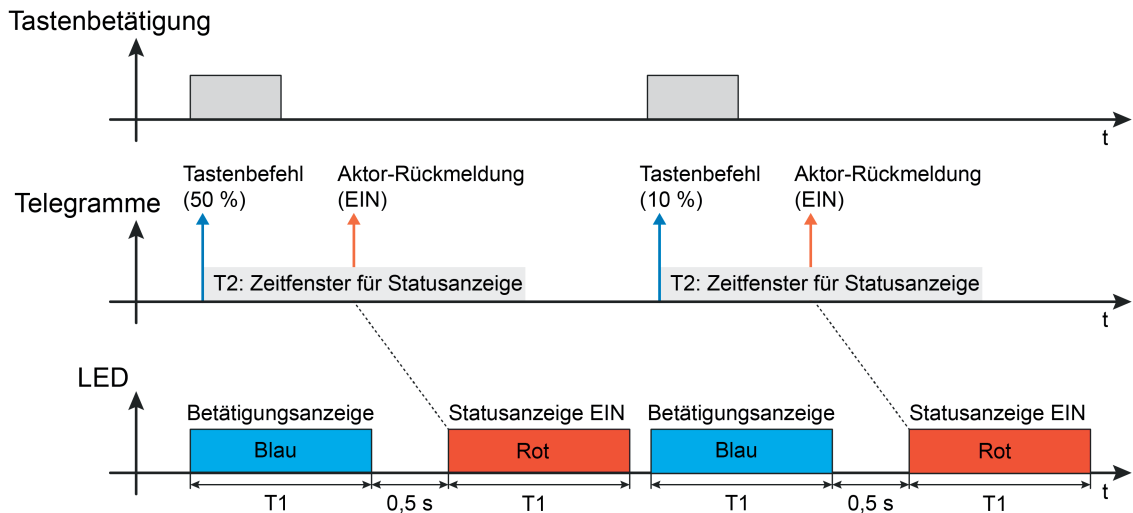 Tastenbetätigung
t
Tastenbefehl
(50 %)
Aktor-Rückmeldung
(EIN)
Tastenbefehl
(10 %)
Aktor-Rückmeldung
(EIN)
Telegramme
T2: Zeitfenster für Statusanzeige
T2: Zeitfenster für Statusanzeige
t
LED
Betätigungsanzeige
Statusanzeige EIN
Betätigungsanzeige
Statusanzeige EIN
Blau
Rot
Blau
Rot
t
T1
0,5 s
T1
T1
0,5 s
T1